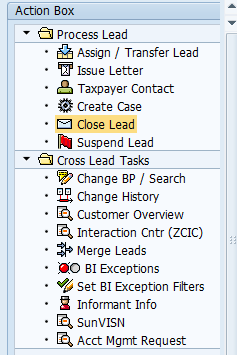 Action Box
Process Lead
Assign / Transfer Lead
Issue Letter
Taxpayer Contact
Create Case
Close Lead
Suspend Lead
Cross Lead Tasks
Change BP / Search
Change History
Customer Overview
Interaction Cntr (ZCIC)
Merge Leads
BI Exceptions
Set BI Exception Filters
Informant Info
SunVISN
Acct Mgmt Request